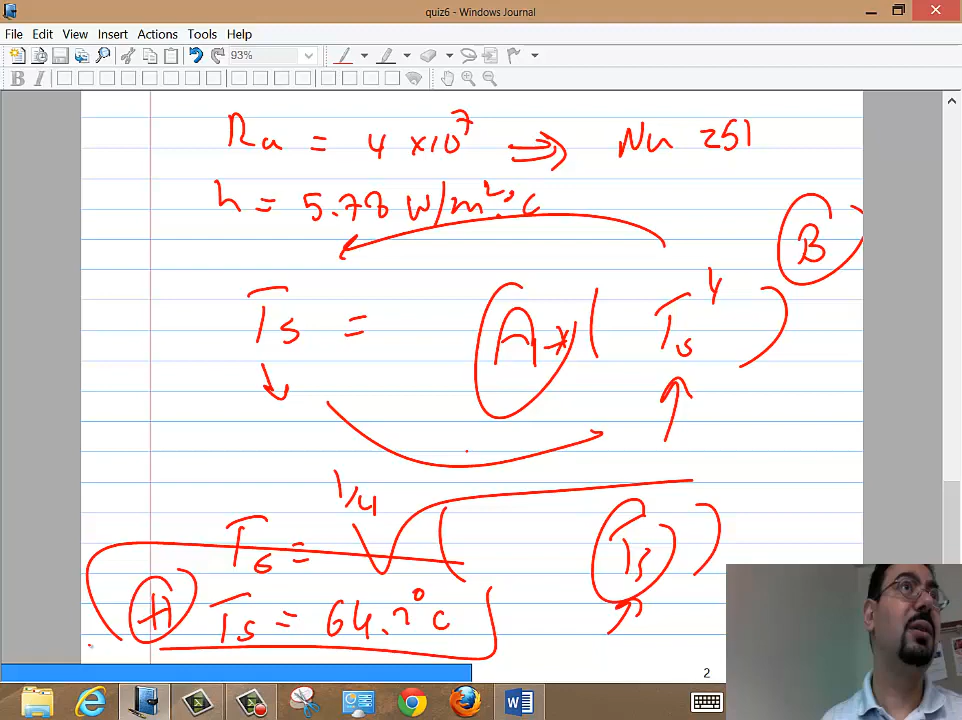 quiz6 - Windows Journal
File Edit View Insert Actions Tools Help
93%
B I
Ra = 4 x10^7 ⇒ Nu 251
h = 5.78 W/m²·°C
B
Ts = A * ( Ts^4 )
1/4
Ts = √( Ts )
H Ts = 64.7°C
2